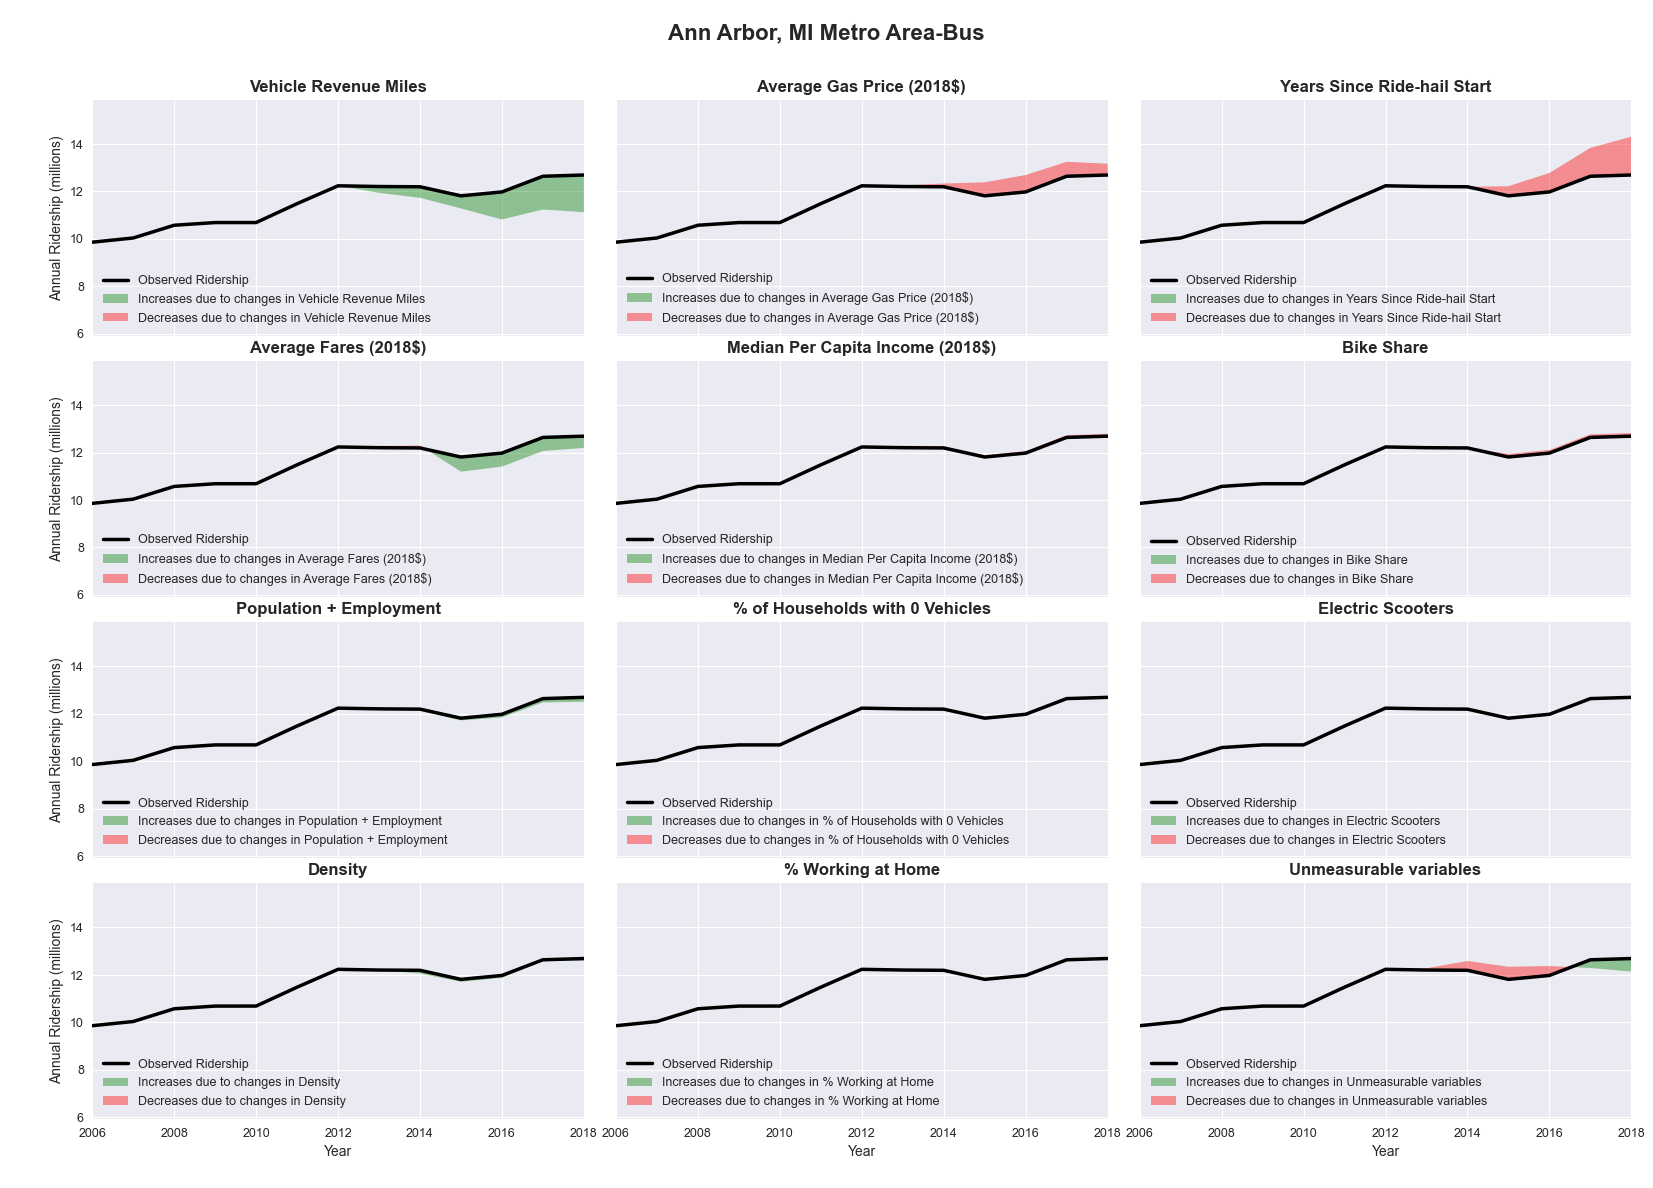 Ann Arbor, MI Metro Area-Bus
Vehicle Revenue Miles
Annual Ridership (millions)
14
12
10
8
6
Observed Ridership
Increases due to changes in Vehicle Revenue Miles
Decreases due to changes in Vehicle Revenue Miles
Average Gas Price (2018$)
Observed Ridership
Increases due to changes in Average Gas Price (2018$)
Decreases due to changes in Average Gas Price (2018$)
Years Since Ride-hail Start
Observed Ridership
Increases due to changes in Years Since Ride-hail Start
Decreases due to changes in Years Since Ride-hail Start
Average Fares (2018$)
Annual Ridership (millions)
14
12
10
8
6
Observed Ridership
Increases due to changes in Average Fares (2018$)
Decreases due to changes in Average Fares (2018$)
Median Per Capita Income (2018$)
Observed Ridership
Increases due to changes in Median Per Capita Income (2018$)
Decreases due to changes in Median Per Capita Income (2018$)
Bike Share
Observed Ridership
Increases due to changes in Bike Share
Decreases due to changes in Bike Share
Population + Employment
Annual Ridership (millions)
14
12
10
8
6
Observed Ridership
Increases due to changes in Population + Employment
Decreases due to changes in Population + Employment
% of Households with 0 Vehicles
Observed Ridership
Increases due to changes in % of Households with 0 Vehicles
Decreases due to changes in % of Households with 0 Vehicles
Electric Scooters
Observed Ridership
Increases due to changes in Electric Scooters
Decreases due to changes in Electric Scooters
Density
Annual Ridership (millions)
14
12
10
8
6
Observed Ridership
Increases due to changes in Density
Decreases due to changes in Density
2006 2008 2010 2012 2014 2016 2018
Year
% Working at Home
Observed Ridership
Increases due to changes in % Working at Home
Decreases due to changes in % Working at Home
2006 2008 2010 2012 2014 2016 2018
Year
Unmeasurable variables
Observed Ridership
Increases due to changes in Unmeasurable variables
Decreases due to changes in Unmeasurable variables
2006 2008 2010 2012 2014 2016 2018
Year